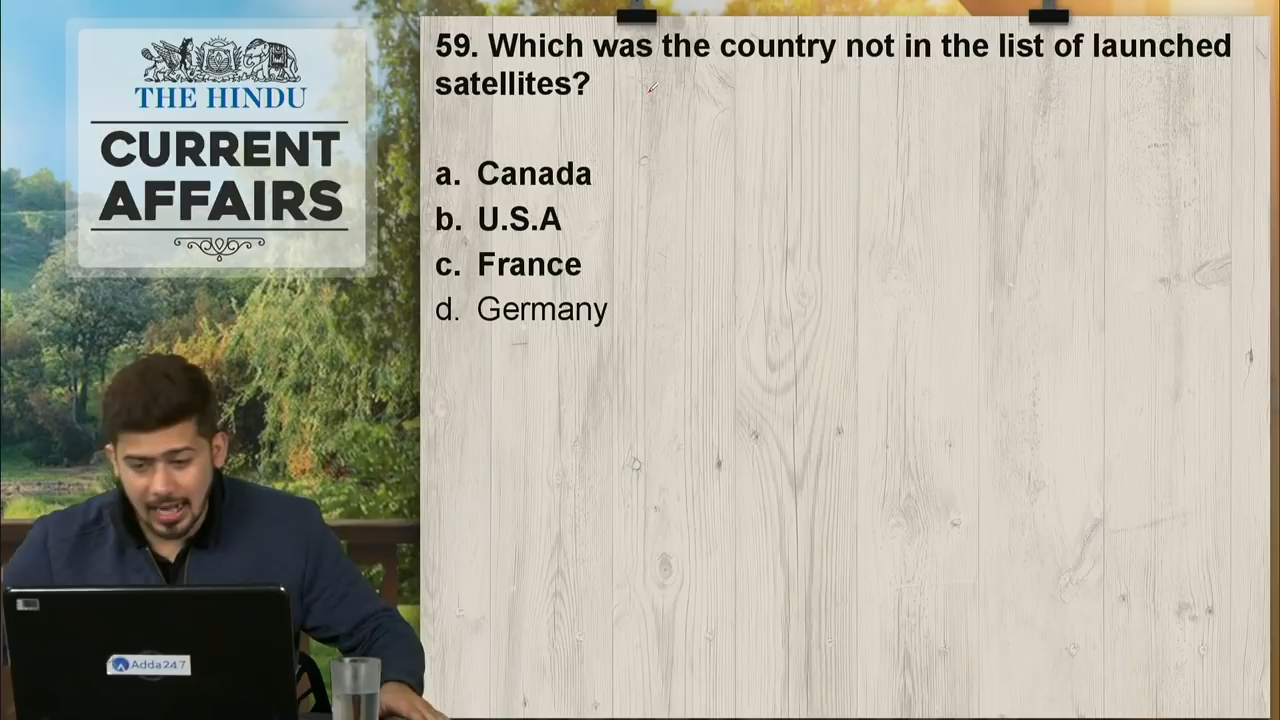 THE HINDU
CURRENT
AFFAIRS
59. Which was the country not in the list of launched
satellites?
a. Canada
b. U.S.A
c. France
d. Germany
Adda247